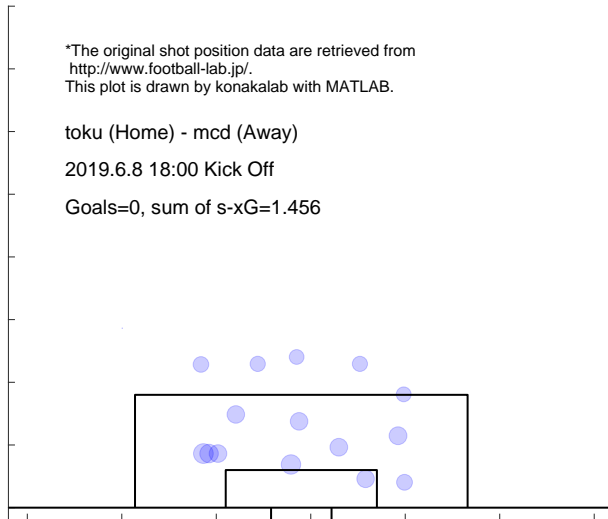 *The original shot position data are retrieved from
http://www.football-lab.jp/.
This plot is drawn by konakalab with MATLAB.
toku (Home) - mcd (Away)
2019.6.8 18:00 Kick Off
Goals=0, sum of s-xG=1.456